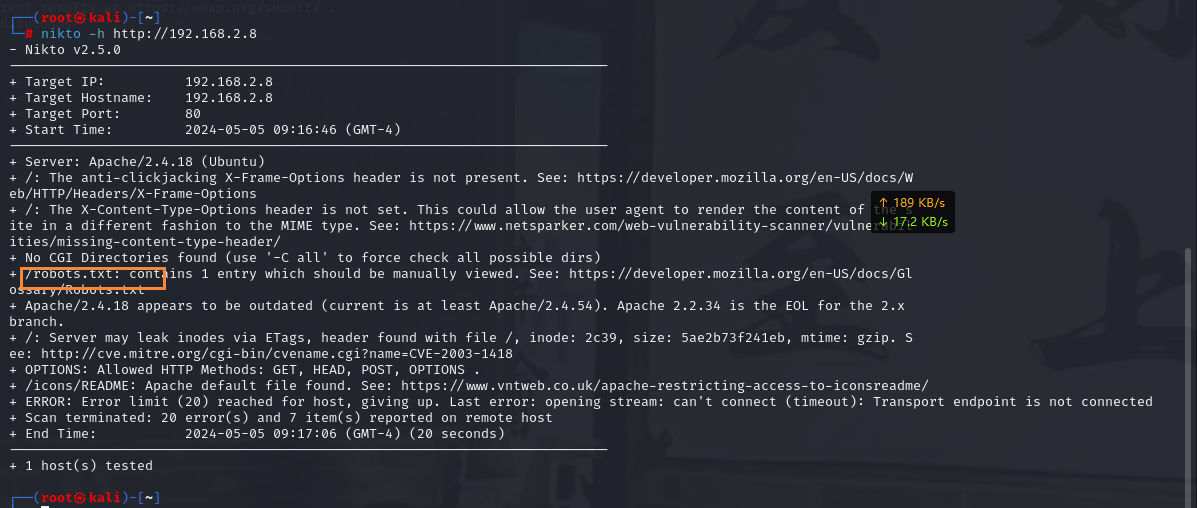 rect results at https://nmap.org/submit/ .
┌──(root㉿kali)-[~]
└─# nikto -h http://192.168.2.8
- Nikto v2.5.0
---------------------------------------------------------------------------
+ Target IP:          192.168.2.8
+ Target Hostname:    192.168.2.8
+ Target Port:        80
+ Start Time:         2024-05-05 09:16:46 (GMT-4)
---------------------------------------------------------------------------
+ Server: Apache/2.4.18 (Ubuntu)
+ /: The anti-clickjacking X-Frame-Options header is not present. See: https://developer.mozilla.org/en-US/docs/W
eb/HTTP/Headers/X-Frame-Options
+ /: The X-Content-Type-Options header is not set. This could allow the user agent to render the content of the s
↑ 189 KB/s
ite in a different fashion to the MIME type. See: https://www.netsparker.com/web-vulnerability-scanner/vulnerabil
↓ 17.2 KB/s
ities/missing-content-type-header/
+ No CGI Directories found (use '-C all' to force check all possible dirs)
+ /robots.txt: contains 1 entry which should be manually viewed. See: https://developer.mozilla.org/en-US/docs/Gl
ossary/Robots.txt
+ Apache/2.4.18 appears to be outdated (current is at least Apache/2.4.54). Apache 2.2.34 is the EOL for the 2.x
branch.
+ /: Server may leak inodes via ETags, header found with file /, inode: 2c39, size: 5ae2b73f241eb, mtime: gzip. S
ee: http://cve.mitre.org/cgi-bin/cvename.cgi?name=CVE-2003-1418
+ OPTIONS: Allowed HTTP Methods: GET, HEAD, POST, OPTIONS .
+ /icons/README: Apache default file found. See: https://www.vntweb.co.uk/apache-restricting-access-to-iconsreadme/
+ ERROR: Error limit (20) reached for host, giving up. Last error: opening stream: can't connect (timeout): Transport endpoint is not connected
+ Scan terminated: 20 error(s) and 7 item(s) reported on remote host
+ End Time:           2024-05-05 09:17:06 (GMT-4) (20 seconds)
---------------------------------------------------------------------------
+ 1 host(s) tested
┌──(root㉿kali)-[~]